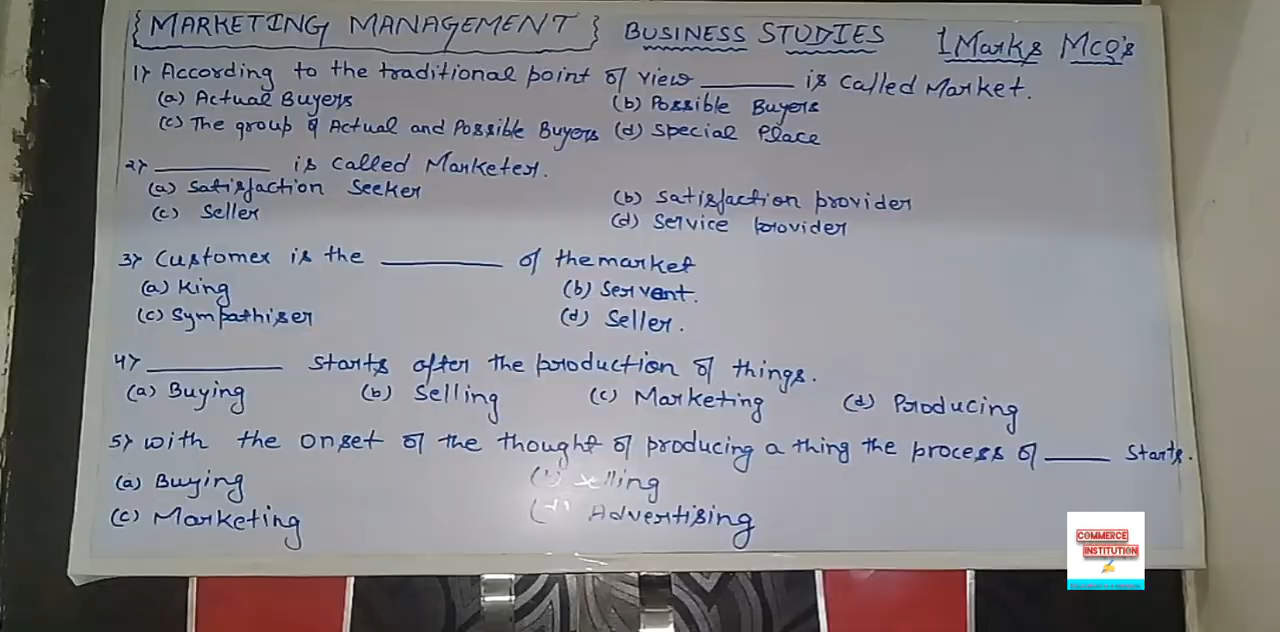 {MARKETING MANAGEMENT} BUSINESS STUDIES 1 Marks MCQ's
1) According to the traditional point of view ______ is called Market.
(a) Actual Buyers (b) Possible Buyers
(c) The group of Actual and Possible Buyers (d) Special Place
2) ______ is called Marketer.
(a) Satisfaction Seeker (b) Satisfaction provider
(c) Seller (d) Service provider
3) Customer is the ______ of the market
(a) King (b) Servant.
(c) Sympathiser (d) Seller.
4) ______ starts after the production of things.
(a) Buying (b) Selling (c) Marketing (d) Producing
5) with the onset of the thought of producing a thing the process of ____ starts.
(a) Buying (b) Selling
(c) Marketing (d) Advertising
COMMERCE
INSTITUTION